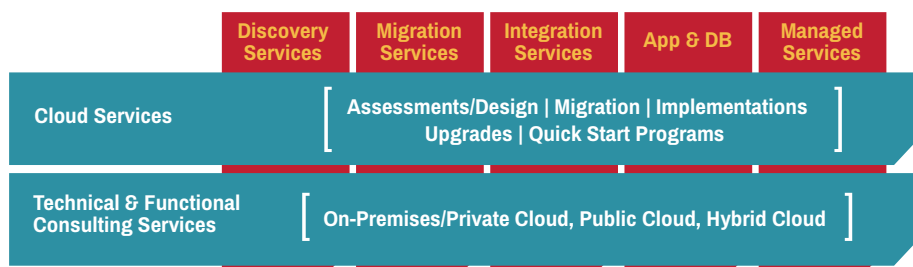 Discovery Services
Migration Services
Integration Services
App & DB
Managed Services
Cloud Services
[ Assessments/Design | Migration | Implementations
Upgrades | Quick Start Programs ]
Technical & Functional
Consulting Services
[ On-Premises/Private Cloud, Public Cloud, Hybrid Cloud ]